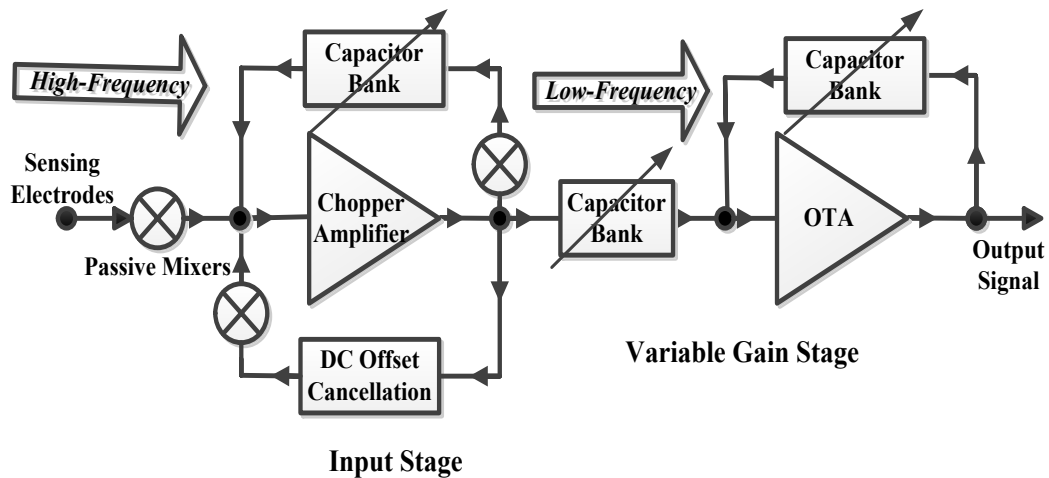 High-Frequency
Capacitor
Bank
Low-Frequency
Capacitor
Bank
Sensing
Electrodes
Chopper
Amplifier
Capacitor
Bank
OTA
Passive Mixers
Output
Signal
DC Offset
Cancellation
Variable Gain Stage
Input Stage